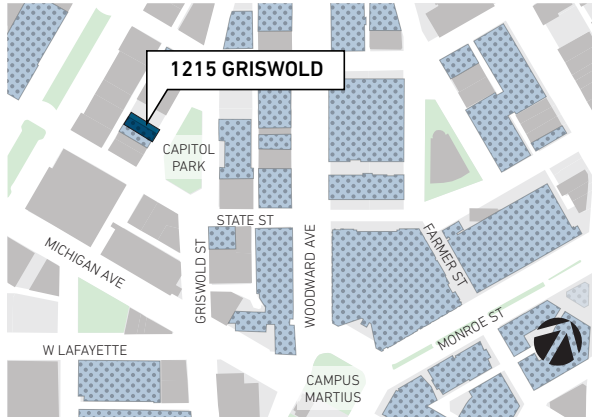 1215 GRISWOLD
CAPITOL
PARK
STATE ST
FARMER ST
MICHIGAN AVE
GRISWOLD ST
WOODWARD AVE
MONROE ST
W LAFAYETTE
CAMPUS
MARTIUS